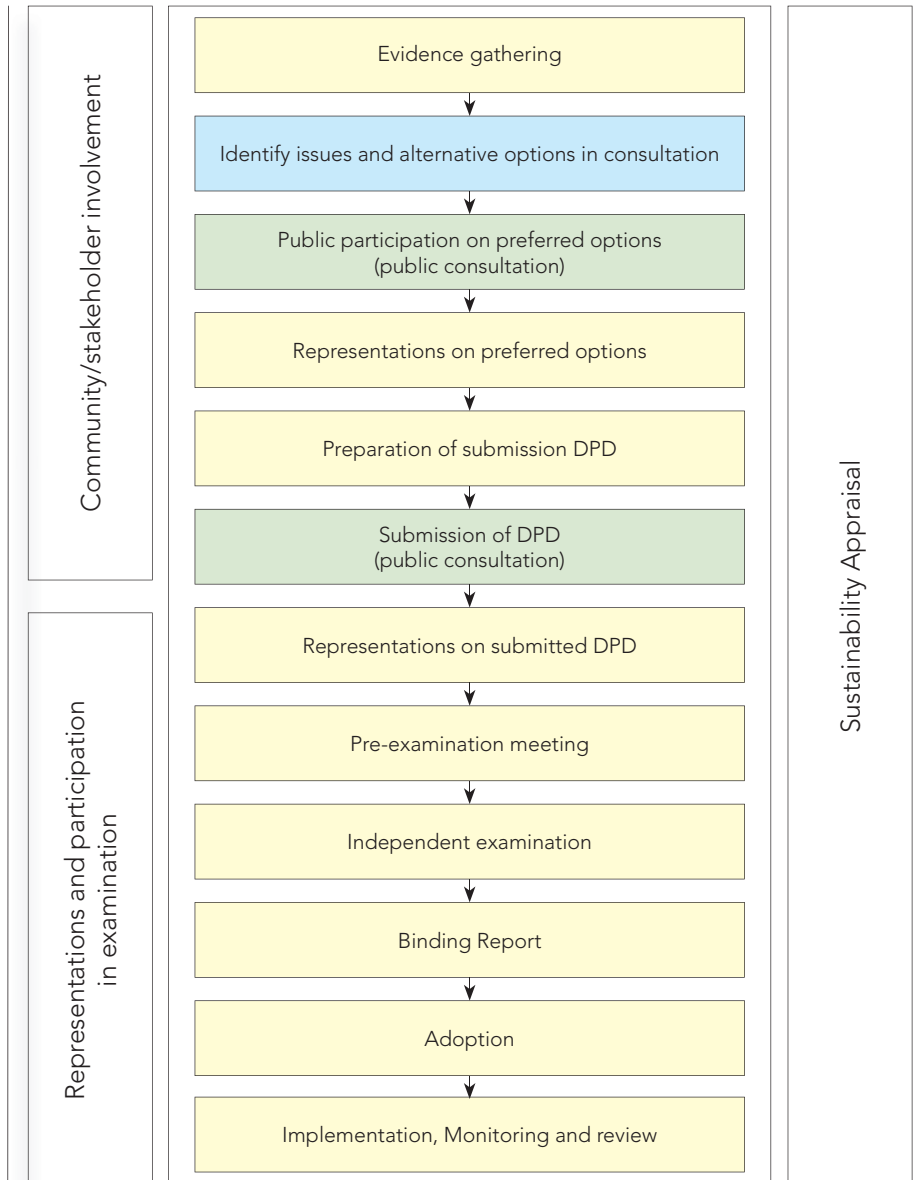 Community/stakeholder involvement
Representations and participation
in examination
Evidence gathering
Identify issues and alternative options in consultation
Public participation on preferred options
(public consultation)
Representations on preferred options
Preparation of submission DPD
Submission of DPD
(public consultation)
Representations on submitted DPD
Pre-examination meeting
Independent examination
Binding Report
Adoption
Implementation, Monitoring and review
Sustainability Appraisal